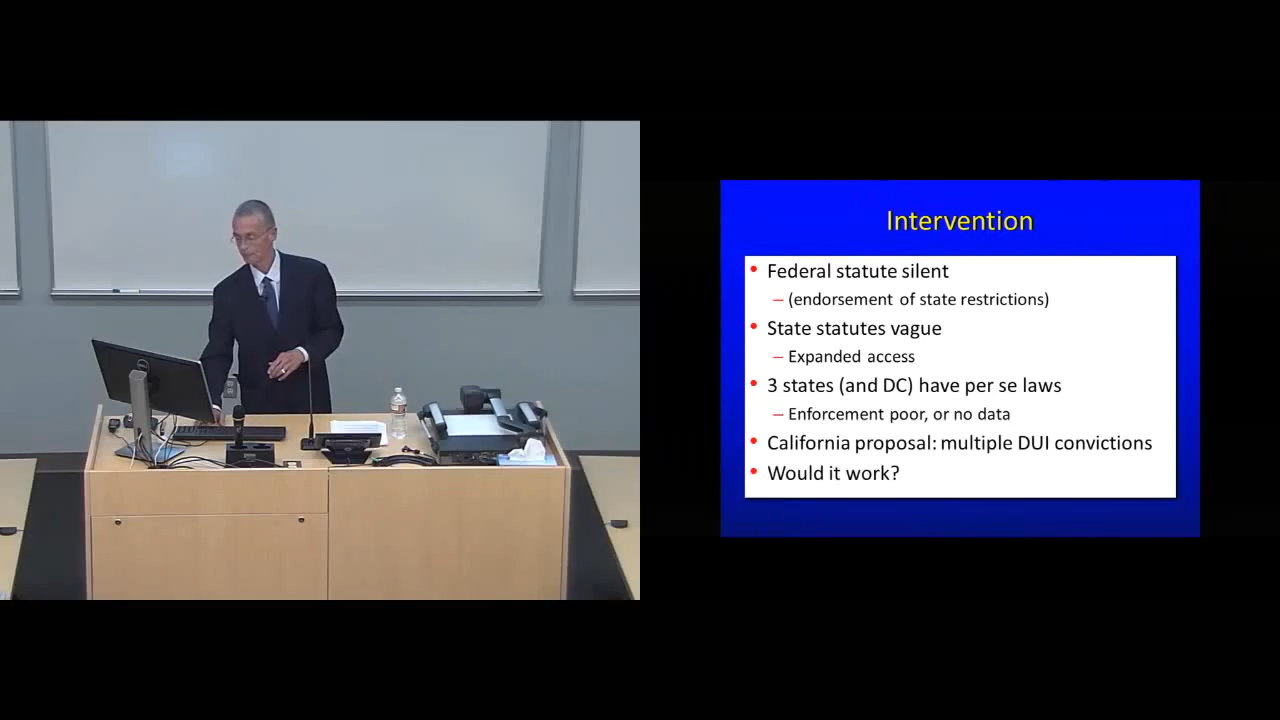 Intervention
• Federal statute silent
– (endorsement of state restrictions)
• State statutes vague
– Expanded access
• 3 states (and DC) have per se laws
– Enforcement poor, or no data
• California proposal: multiple DUI convictions
• Would it work?